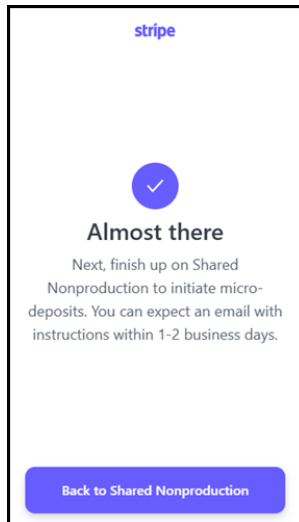 stripe
Almost there
Next, finish up on Shared
Nonproduction to initiate micro-
deposits. You can expect an email with
instructions within 1-2 business days.
Back to Shared Nonproduction